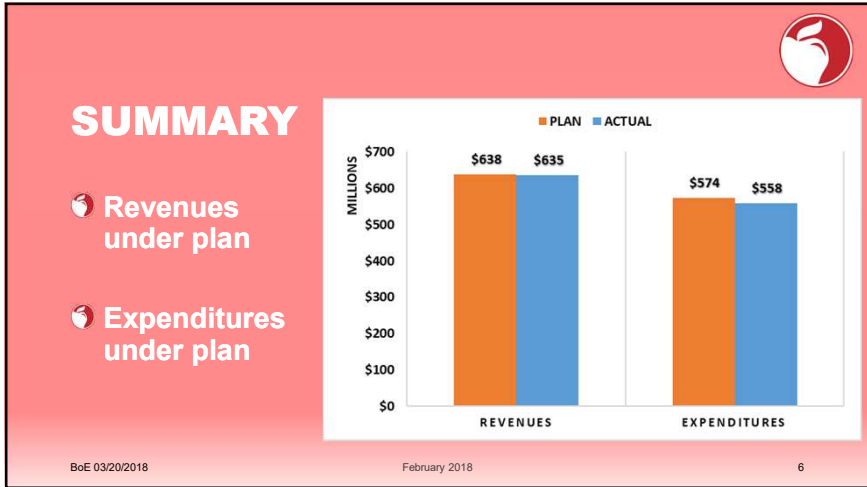 SUMMARY
Revenues
under plan
Expenditures
under plan
PLAN ACTUAL
MILLIONS
$700
$600
$500
$400
$300
$200
$100
$0
$638 $635
$574 $558
REVENUES EXPENDITURES
BoE 03/20/2018 February 2018 6